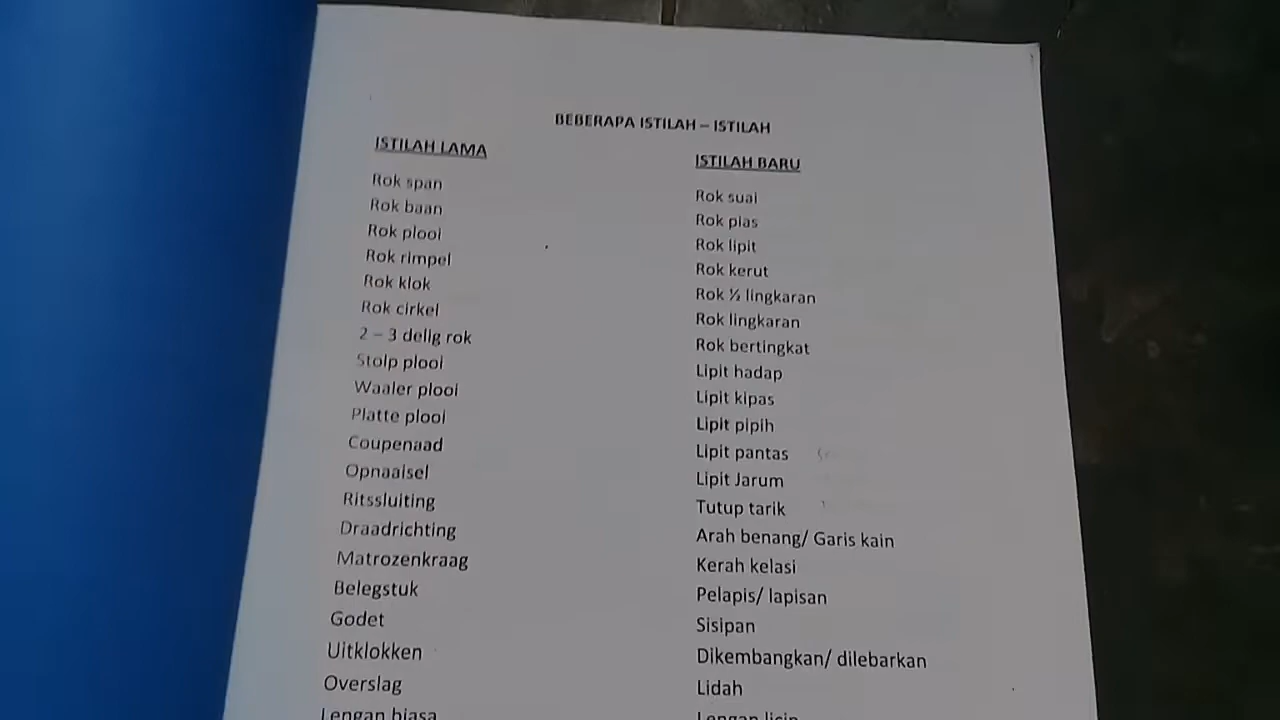 BEBERAPA ISTILAH – ISTILAH
ISTILAH LAMA ISTILAH BARU
Rok span Rok suai
Rok baan Rok pias
Rok plooi Rok lipit
Rok rimpel Rok kerut
Rok klok Rok ½ lingkaran
Rok cirkel Rok lingkaran
2 – 3 delig rok Rok bertingkat
Stolp plooi Lipit hadap
Waaler plooi Lipit kipas
Platte plooi Lipit pipih
Coupenaad Lipit pantas
Opnaaisel Lipit Jarum
Ritssluiting Tutup tarik
Draadrichting Arah benang/ Garis kain
Matrozenkraag Kerah kelasi
Belegstuk Pelapis/ lapisan
Godet Sisipan
Uitklokken Dikembangkan/ dilebarkan
Overslag Lidah
Lengan biasa Lengan licin